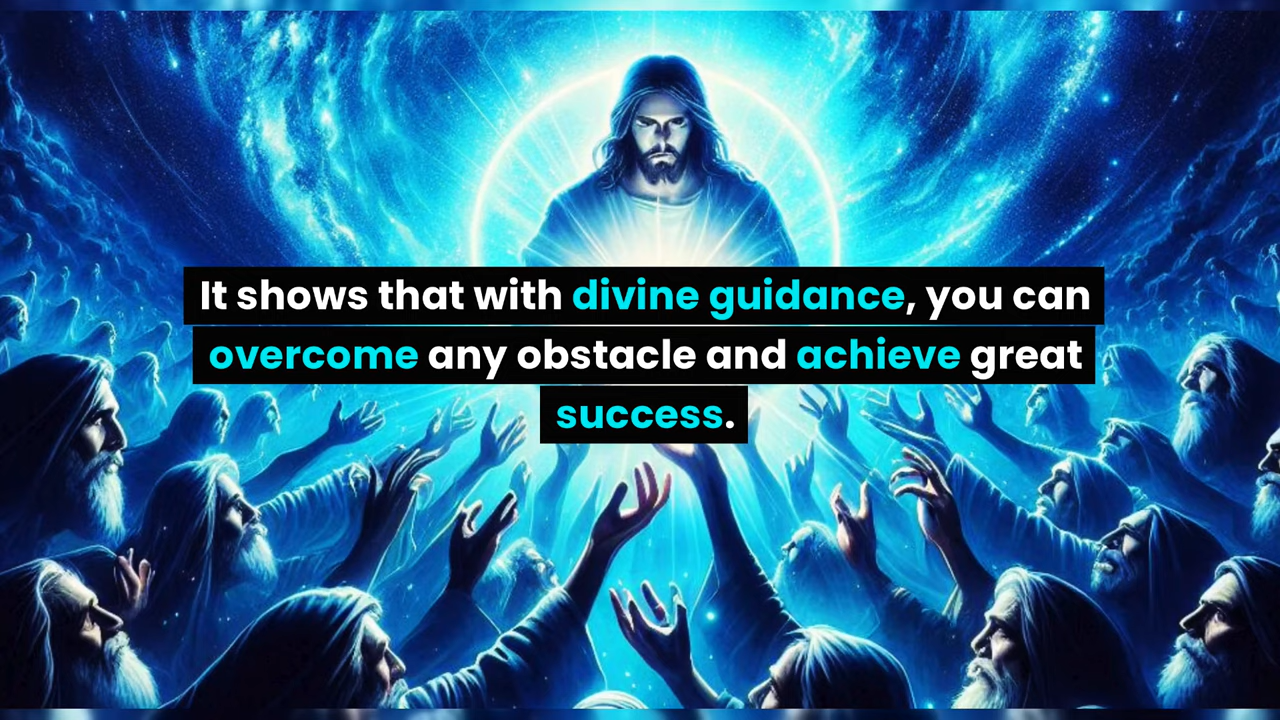 It shows that with divine guidance, you can
overcome any obstacle and achieve great
success.